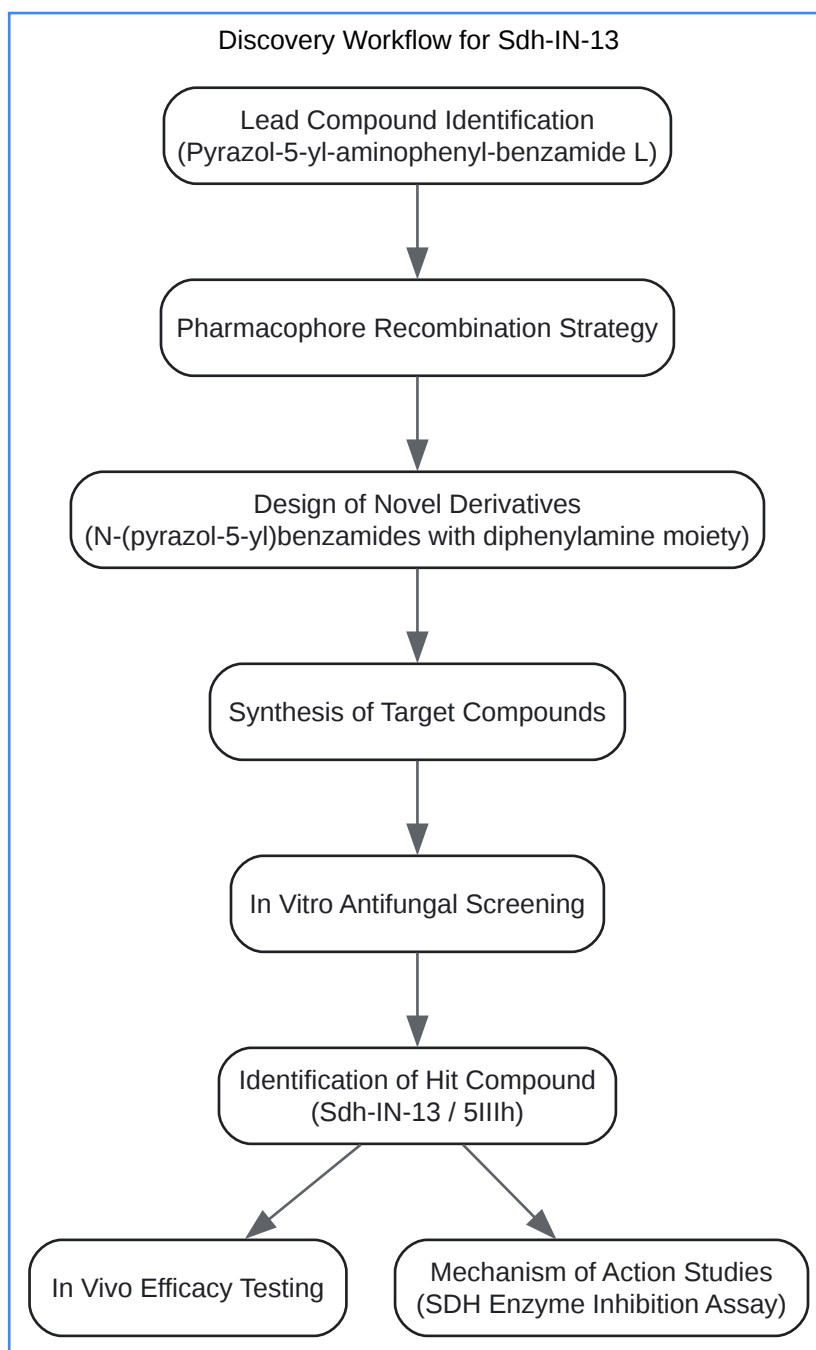 Discovery Workflow for Sdh-IN-13
Lead Compound Identification
(Pyrazol-5-yl-aminophenyl-benzamide L)
Pharmacophore Recombination Strategy
Design of Novel Derivatives
(N-(pyrazol-5-yl)benzamides with diphenylamine moiety)
Synthesis of Target Compounds
In Vitro Antifungal Screening
Identification of Hit Compound
(Sdh-IN-13 / 5IIIh)
In Vivo Efficacy Testing
Mechanism of Action Studies
(SDH Enzyme Inhibition Assay)